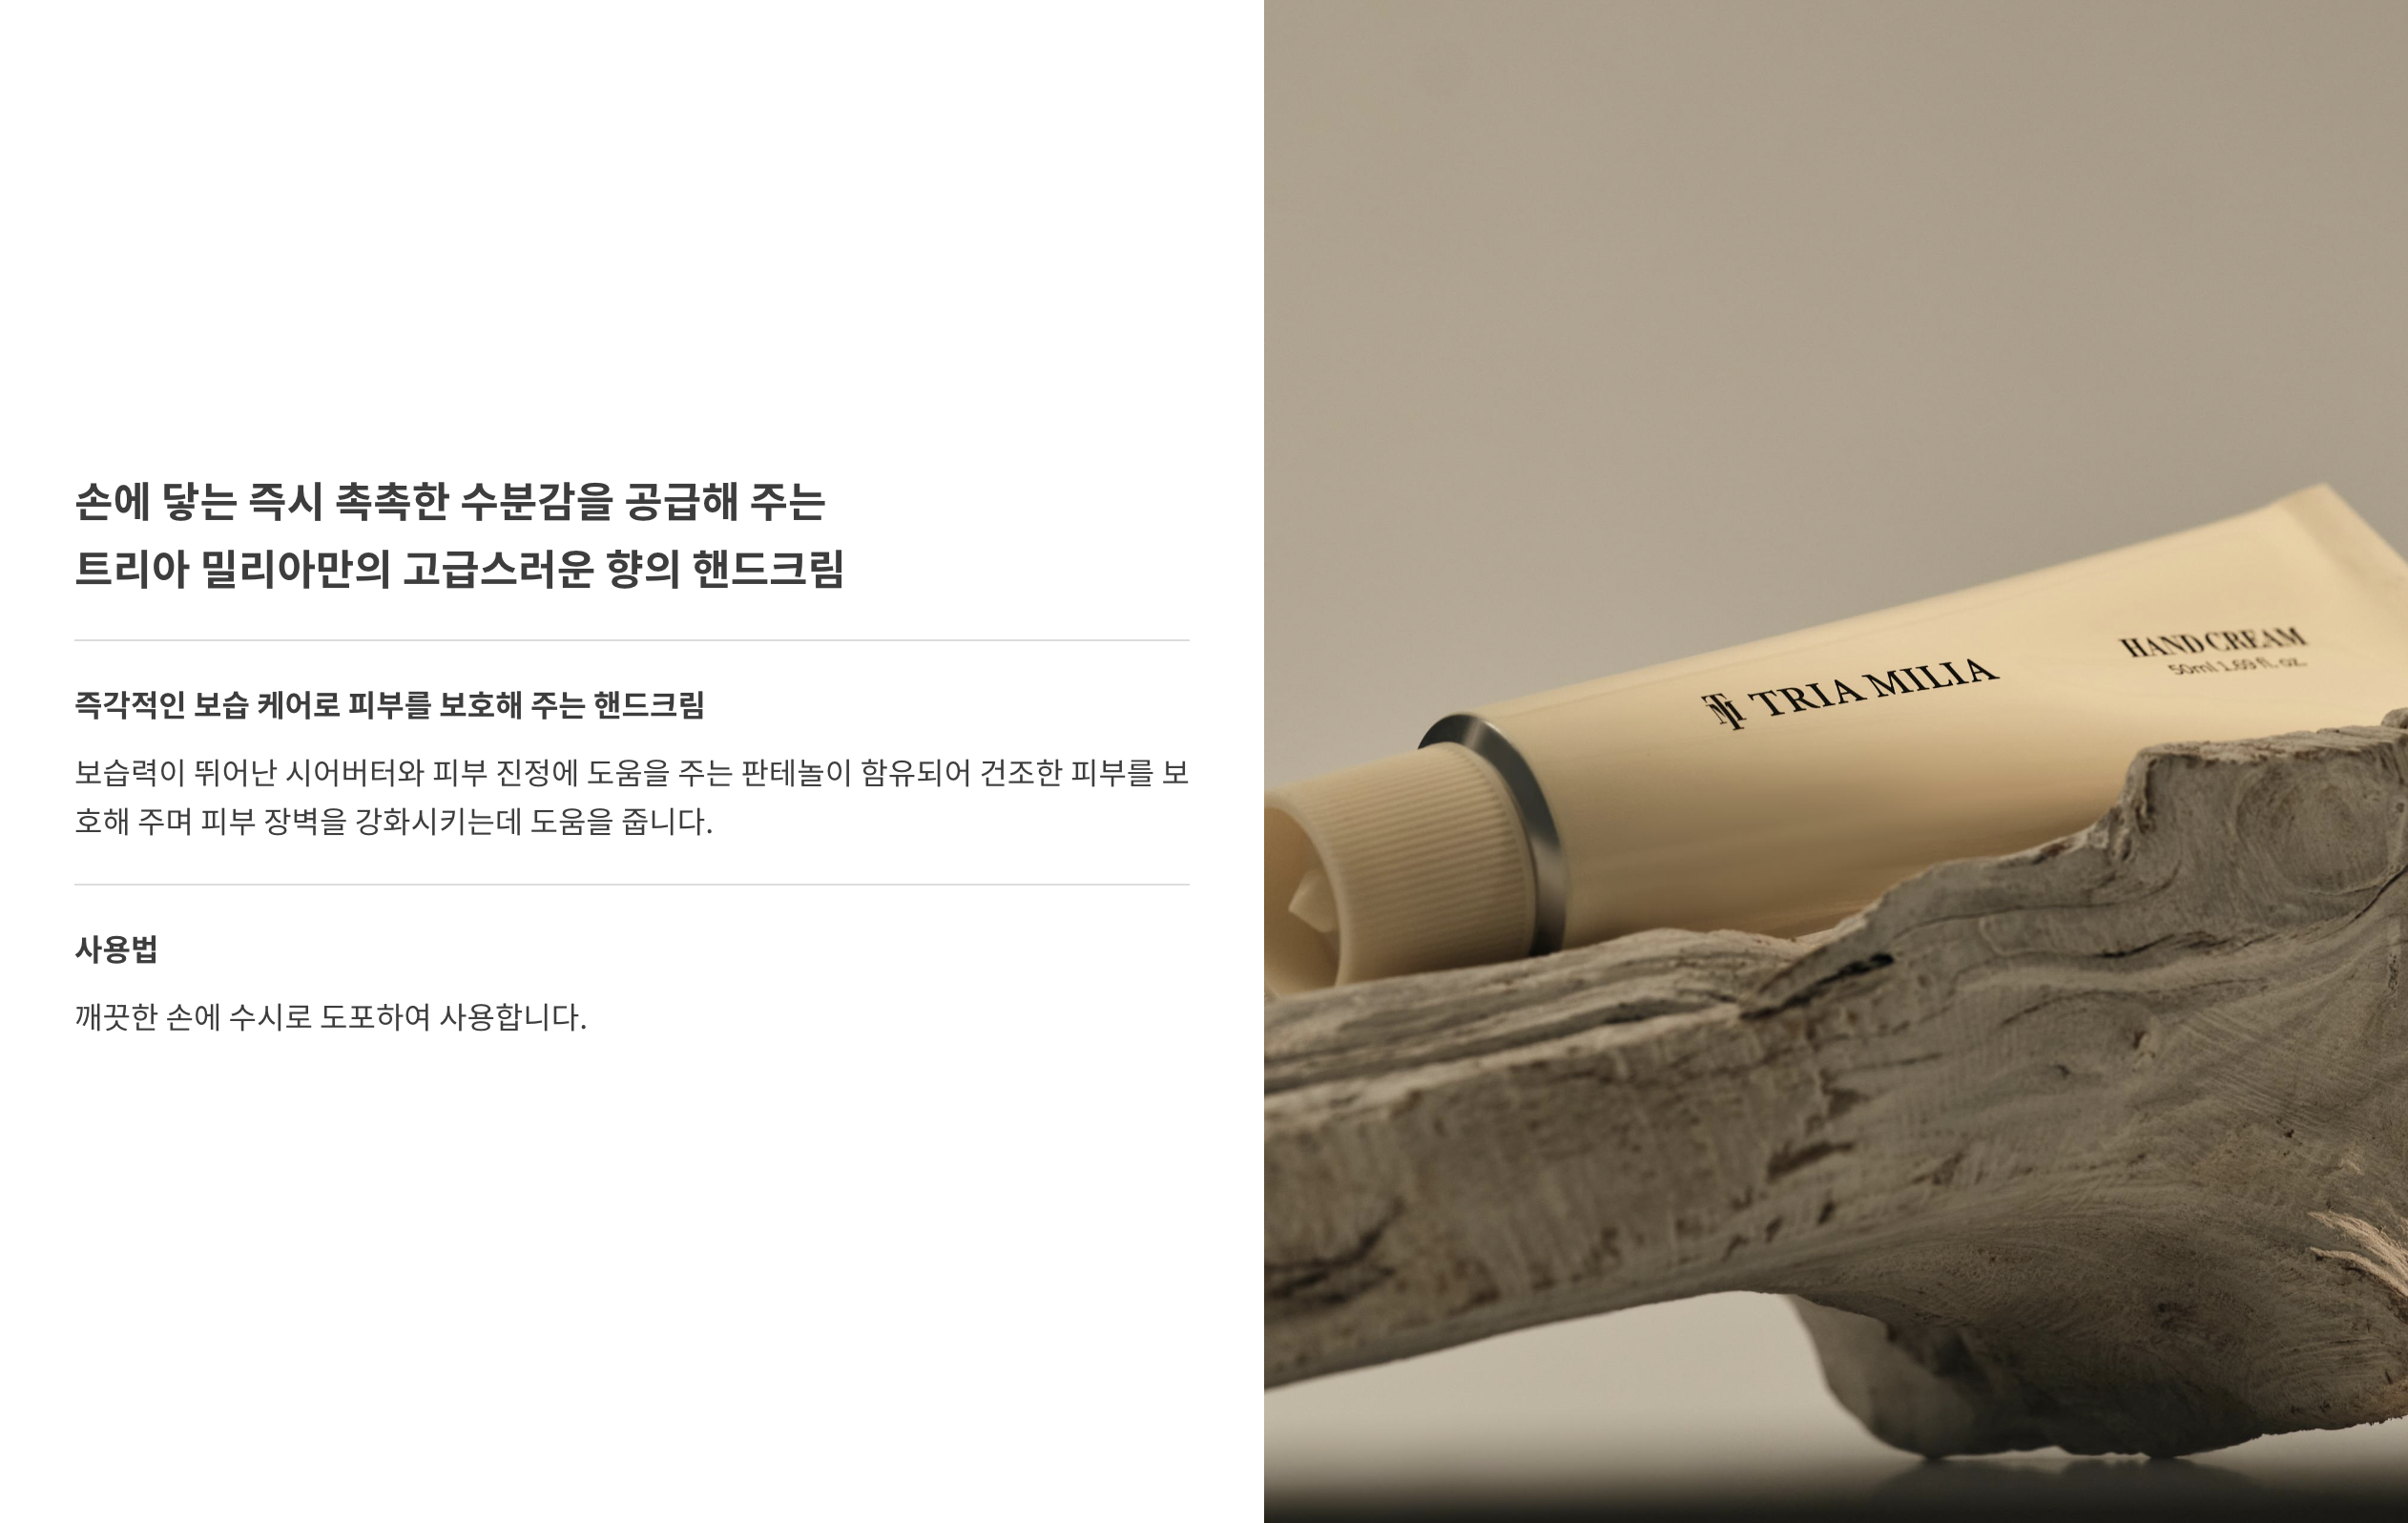 손에 닿는 즉시 촉촉한 수분감을 공급해 주는
트리아 밀리아만의 고급스러운 향의 핸드크림
즉각적인 보습 케어로 피부를 보호해 주는 핸드크림
보습력이 뛰어난 시어버터와 피부 진정에 도움을 주는 판테놀이 함유되어 건조한 피부를 보
호해 주며 피부 장벽을 강화시키는데 도움을 줍니다.
사용법
깨끗한 손에 수시로 도포하여 사용합니다.
TRIA MILIA
HAND CREAM
50ml 1.69 fl. oz.